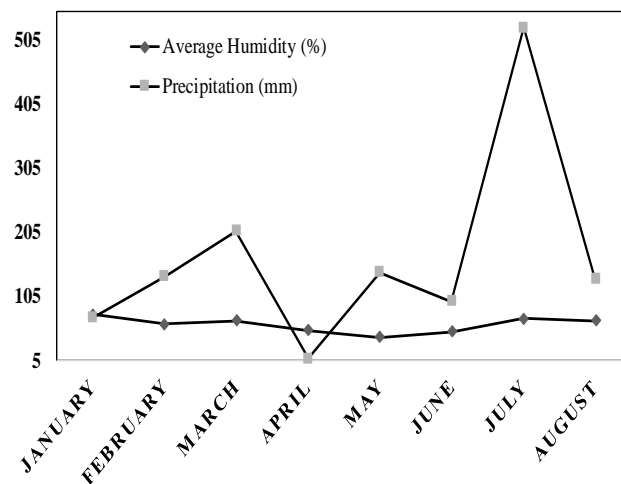 505
405
305
205
105
5
Average Humidity (%)
Precipitation (mm)
JANUARY
FEBRUARY
MARCH
APRIL
MAY
JUNE
JULY
AUGUST